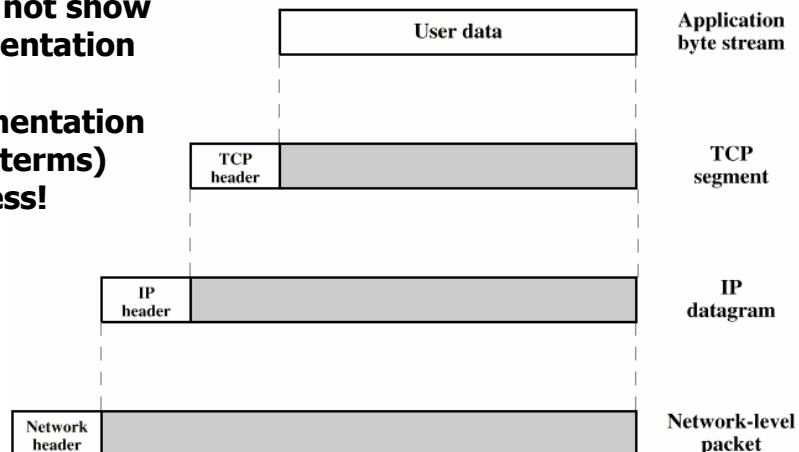 not show
entation
mentation
terms)
ess!
User data
Application
byte stream
TCP
header
TCP
segment
IP
header
IP
datagram
Network
header
Network-level
packet